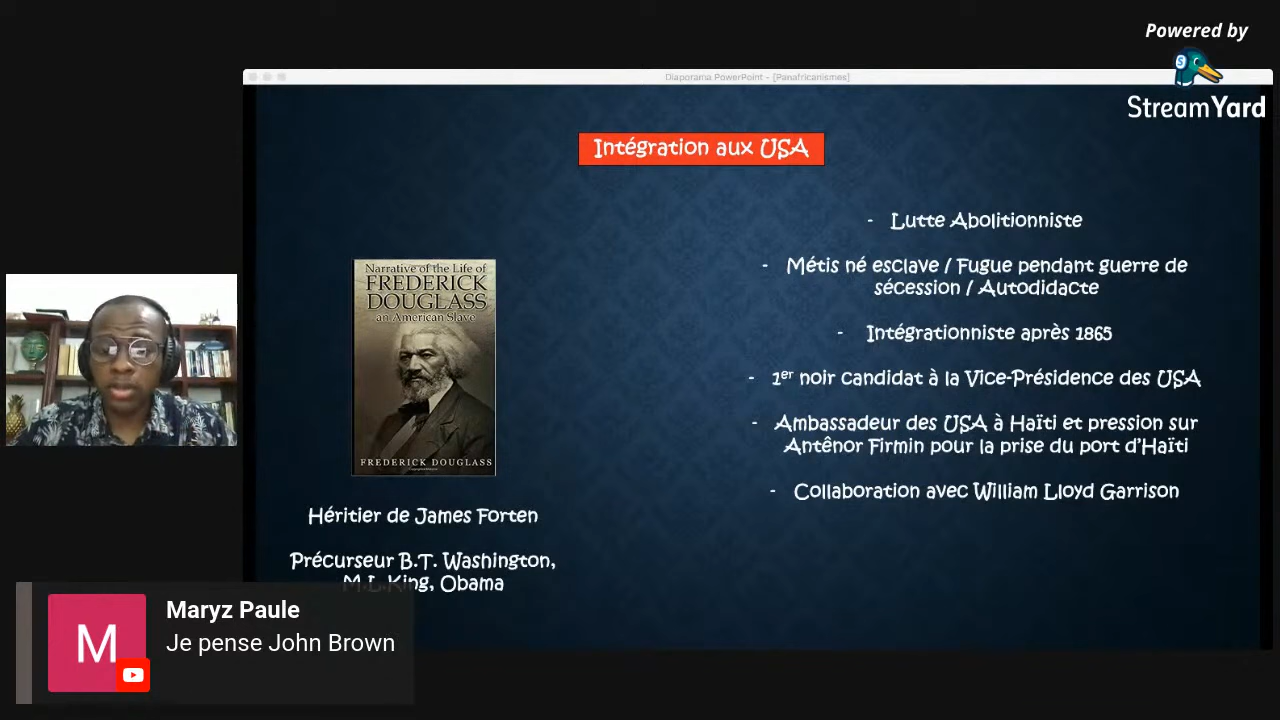 Powered by
StreamYard
Diaporama PowerPoint - [Panafricanismes]
Intégration aux USA
Narrative of the Life of
FREDERICK
DOUGLASS
an American Slave
FREDERICK DOUGLASS
Héritier de James Forten
Précurseur B.T. Washington,
M.L.King, Obama
- Lutte Abolitionniste
- Métis né esclave / Fugue pendant guerre de
sécession / Autodidacte
- Intégrationniste après 1865
- 1er noir candidat à la Vice-Présidence des USA
- Ambassadeur des USA à Haïti et pression sur
Antênor Firmin pour la prise du port d'Haïti
- Collaboration avec William Lloyd Garrison
M
Maryz Paule
Je pense John Brown